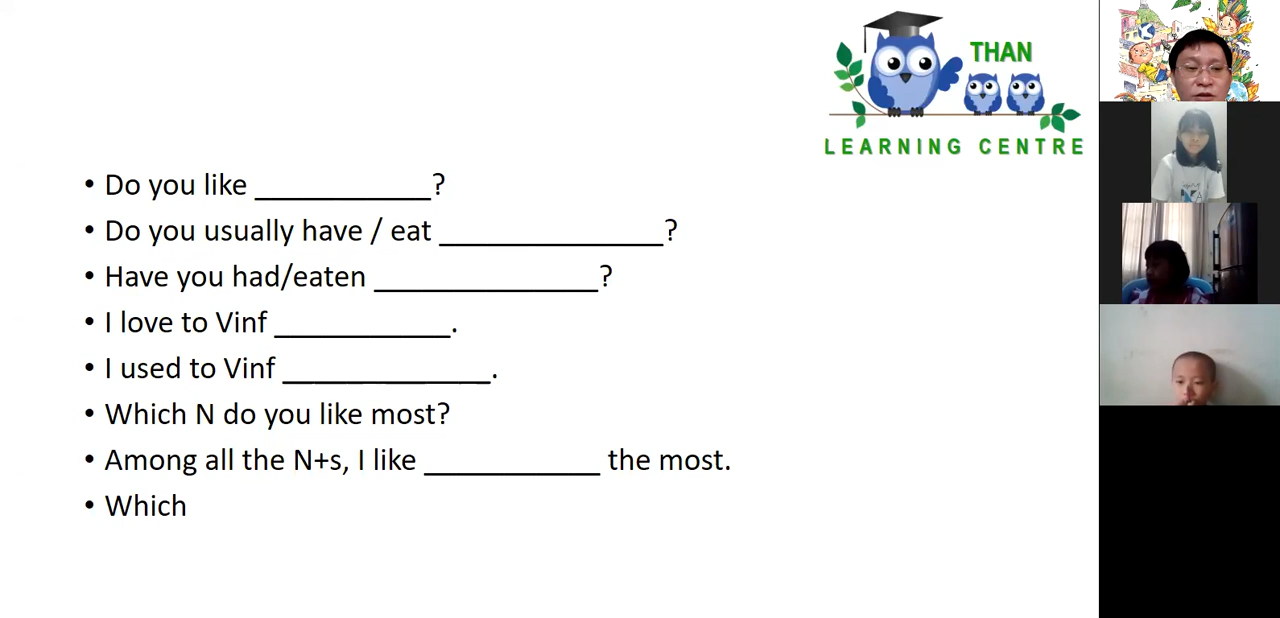 THAN
LEARNING CENTRE
• Do you like ____________?
• Do you usually have / eat _______________?
• Have you had/eaten _______________?
• I love to Vinf ____________.
• I used to Vinf ______________.
• Which N do you like most?
• Among all the N+s, I like ____________ the most.
• Which